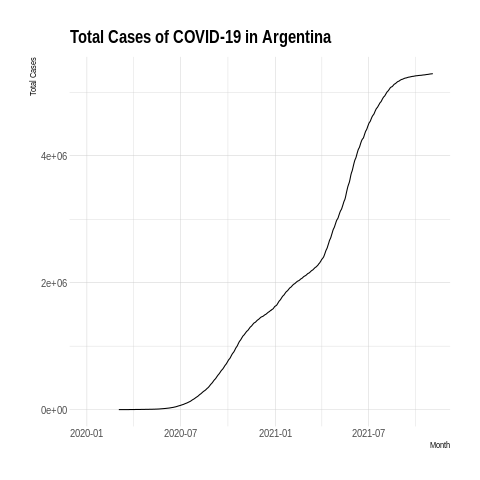 Total Cases of COVID-19 in Argentina
Total Cases
4e+06
2e+06
0e+00
2020-01 2020-07 2021-01 2021-07
Month